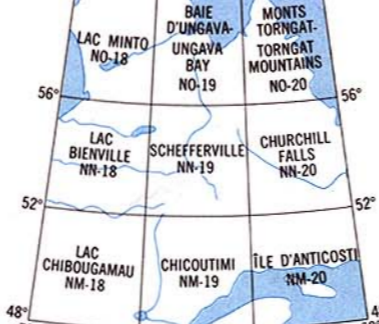 LAC MINTO
NO-18
BAIE
D'UNGAVA-
UNGAVA
BAY
NO-19
MONTS
TORNGAT-
TORNGAT
MOUNTAINS
NO-20
56°
56°
LAC
BIENVILLE
NN-18
SCHEFFERVILLE
NN-19
CHURCHILL
FALLS
NN-20
52°
52°
LAC
CHIBOUGAMAU
NM-18
CHICOUTIMI
NM-19
ÎLE D'ANTICOSTI
NM-20
48°